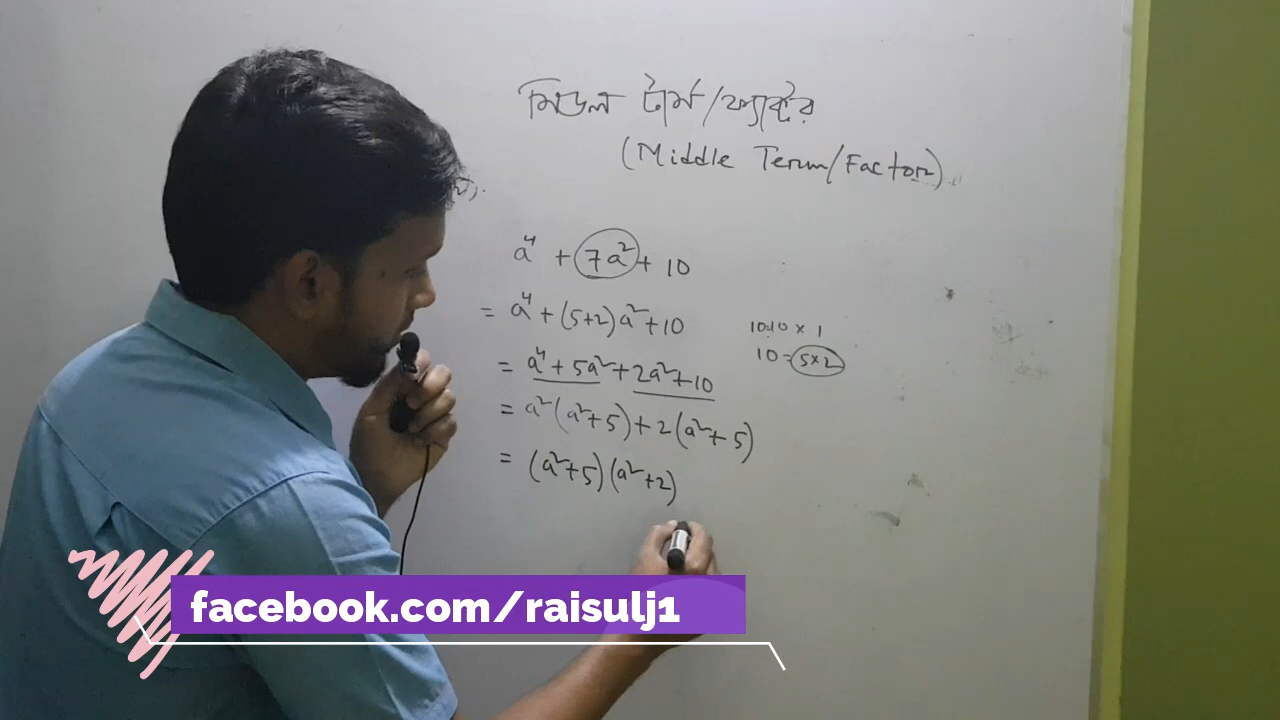 মিডল টার্ম/ফ্যাক্টর
(Middle Term/Factor).
a⁴ + 7a² + 10
= a⁴ + (5+2)a² + 10
10=10 × 1
10 = 5×2
= a⁴ + 5a² + 2a² + 10
= a² (a² + 5) + 2 (a² + 5)
= (a² + 5) (a² + 2)
facebook.com/raisulj1